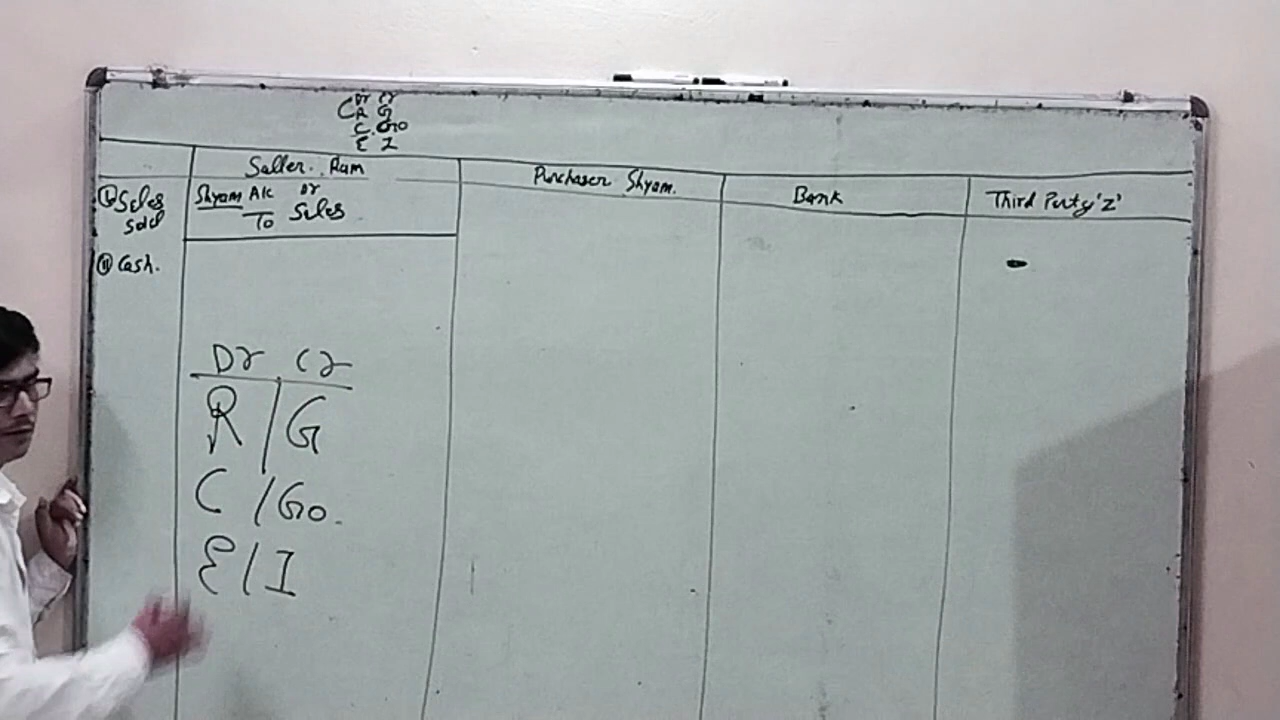 Dr Cr
R G
C Go
E I
Saller. Ram
Purchaser Shyam.
Bank
Third Party 'Z'
① Sales
sold
Shyam A/c Dr
To Sales
② Cash.
Dr Cr
R / G
C / Go.
E / I